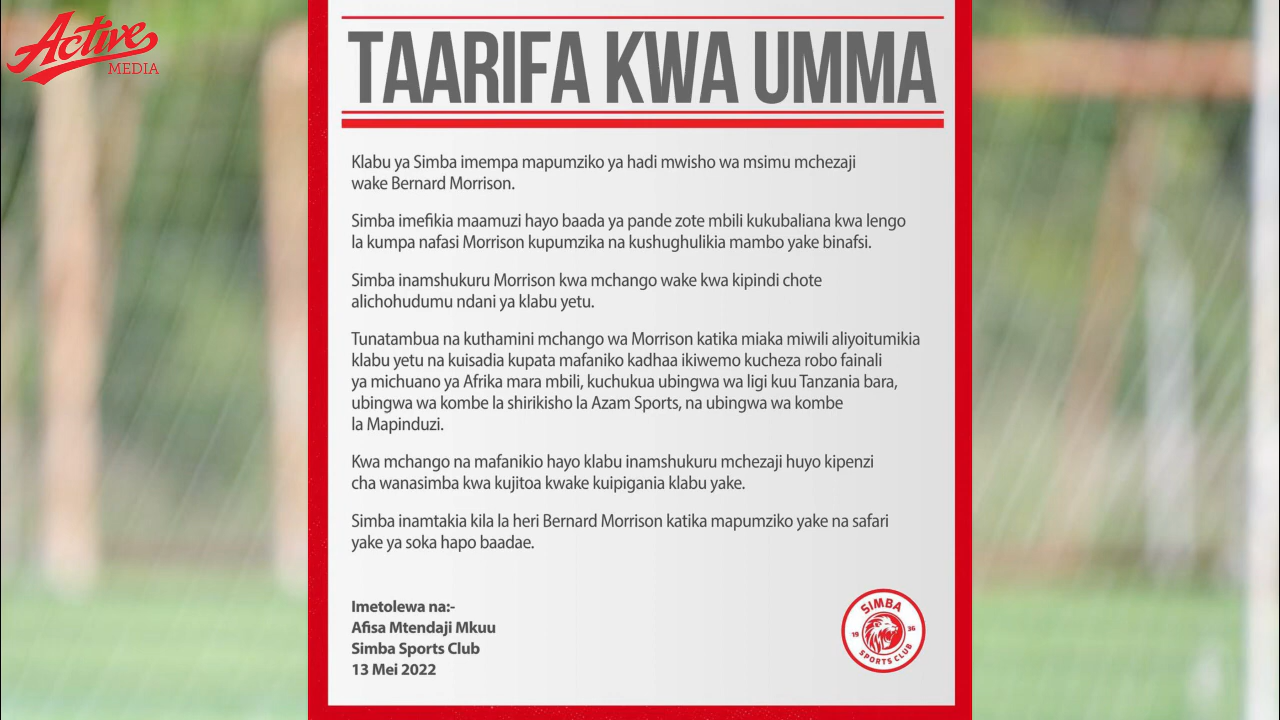 Active
MEDIA
TAARIFA KWA UMMA
Klabu ya Simba imempa mapumziko ya hadi mwisho wa msimu mchezaji
wake Bernard Morrison.
Simba imefikia maamuzi hayo baada ya pande zote mbili kukubaliana kwa lengo
la kumpa nafasi Morrison kupumzika na kushughulikia mambo yake binafsi.
Simba inamshukuru Morrison kwa mchango wake kwa kipindi chote
alichohudumu ndani ya klabu yetu.
Tunatambua na kuthamini mchango wa Morrison katika miaka miwili aliyoitumikia
klabu yetu na kuisadia kupata mafaniko kadhaa ikiwemo kucheza robo fainali
ya michuano ya Afrika mara mbili, kuchukua ubingwa wa ligi kuu Tanzania bara,
ubingwa wa kombe la shirikisho la Azam Sports, na ubingwa wa kombe
la Mapinduzi.
Kwa mchango na mafanikio hayo klabu inamshukuru mchezaji huyo kipenzi
cha wanasimba kwa kujitoa kwake kuipigania klabu yake.
Simba inamtakia kila la heri Bernard Morrison katika mapumziko yake na safari
yake ya soka hapo baadae.
Imetolewa na:-
Afisa Mtendaji Mkuu
Simba Sports Club
13 Mei 2022
SIMBA
19 36
SPORTS CLUB